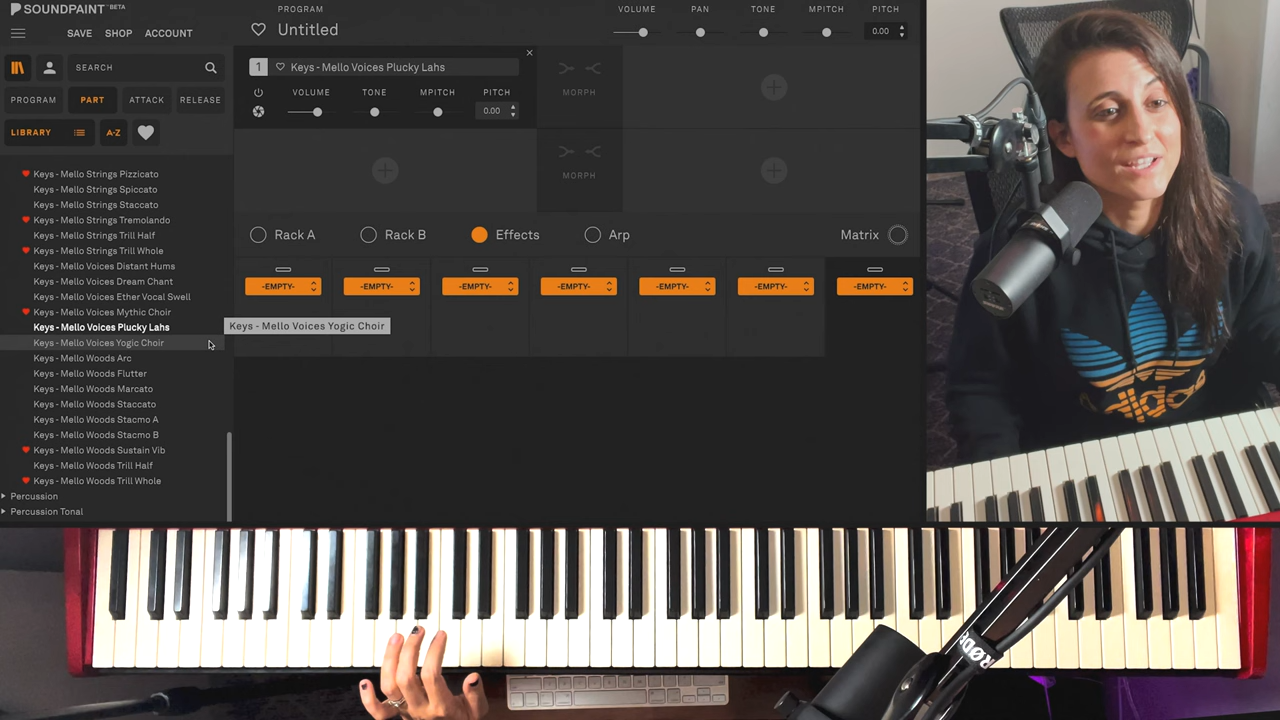 SOUNDPAINT BETA
SAVE SHOP ACCOUNT
SEARCH
PROGRAM PART ATTACK RELEASE
LIBRARY A-Z
Keys - Mello Strings Pizzicato
Keys - Mello Strings Spiccato
Keys - Mello Strings Staccato
Keys - Mello Strings Tremolando
Keys - Mello Strings Trill Half
Keys - Mello Strings Trill Whole
Keys - Mello Voices Distant Hums
Keys - Mello Voices Dream Chant
Keys - Mello Voices Ether Vocal Swell
Keys - Mello Voices Mythic Choir
Keys - Mello Voices Plucky Lahs
Keys - Mello Voices Yogic Choir
Keys - Mello Woods Arc
Keys - Mello Woods Flutter
Keys - Mello Woods Marcato
Keys - Mello Woods Staccato
Keys - Mello Woods Stacmo A
Keys - Mello Woods Stacmo B
Keys - Mello Woods Sustain Vib
Keys - Mello Woods Trill Half
Keys - Mello Woods Trill Whole
Percussion
Percussion Tonal
Keys - Mello Voices Yogic Choir
PROGRAM
Untitled
VOLUME PAN TONE MPITCH PITCH
0.00
1 Keys - Mello Voices Plucky Lahs
VOLUME TONE MPITCH PITCH
0.00
MORPH
MORPH
Rack A Rack B Effects Arp Matrix
-EMPTY- -EMPTY- -EMPTY- -EMPTY- -EMPTY- -EMPTY- -EMPTY-
adidas
RØDE